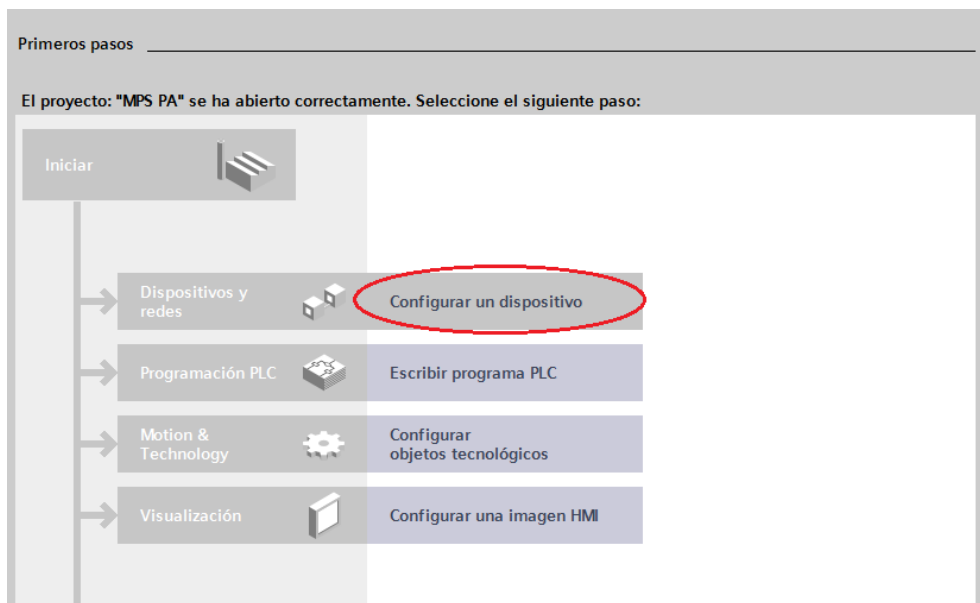 Primeros pasos
El proyecto: "MPS PA" se ha abierto correctamente. Seleccione el siguiente paso:
Iniciar
Dispositivos y
redes
Configurar un dispositivo
Programación PLC
Escribir programa PLC
Motion &
Technology
Configurar
objetos tecnológicos
Visualización
Configurar una imagen HMI